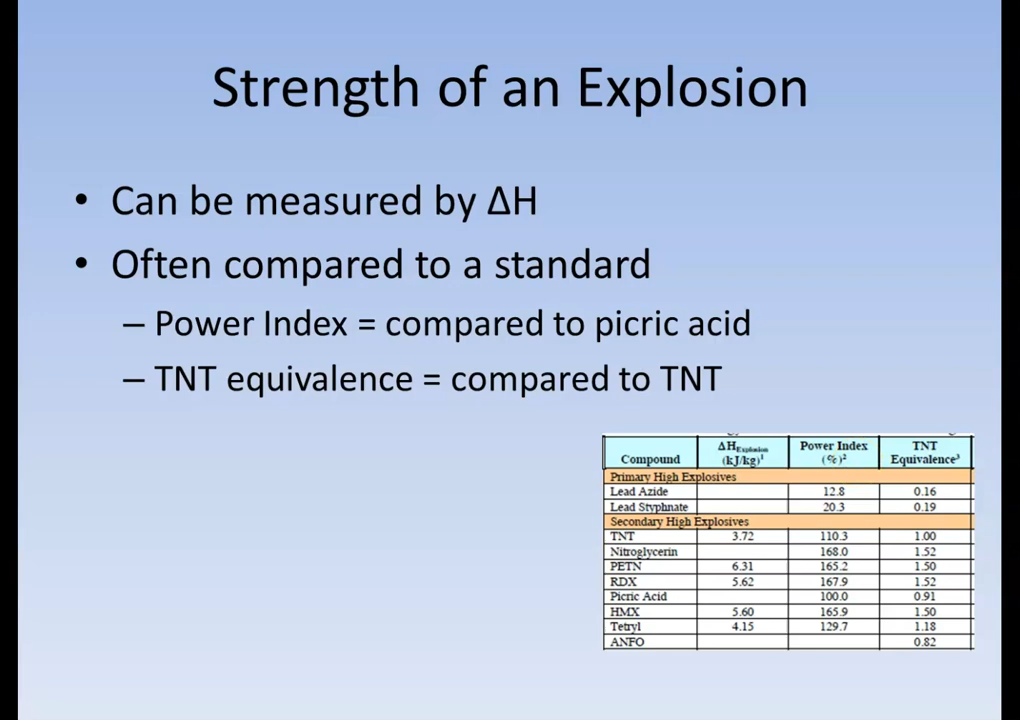 Strength of an Explosion
• Can be measured by ΔH
• Often compared to a standard
– Power Index = compared to picric acid
– TNT equivalence = compared to TNT
Compound ΔHExplosion (kJ/kg)¹ Power Index (%)² TNT Equivalence³
Primary High Explosives
Lead Azide 12.8 0.16
Lead Styphnate 20.3 0.19
Secondary High Explosives
TNT 3.72 110.3 1.00
Nitroglycerin 168.0 1.52
PETN 6.31 165.2 1.50
RDX 5.62 167.9 1.52
Picric Acid 100.0 0.91
HMX 5.60 165.9 1.50
Tetryl 4.15 129.7 1.18
ANFO 0.82